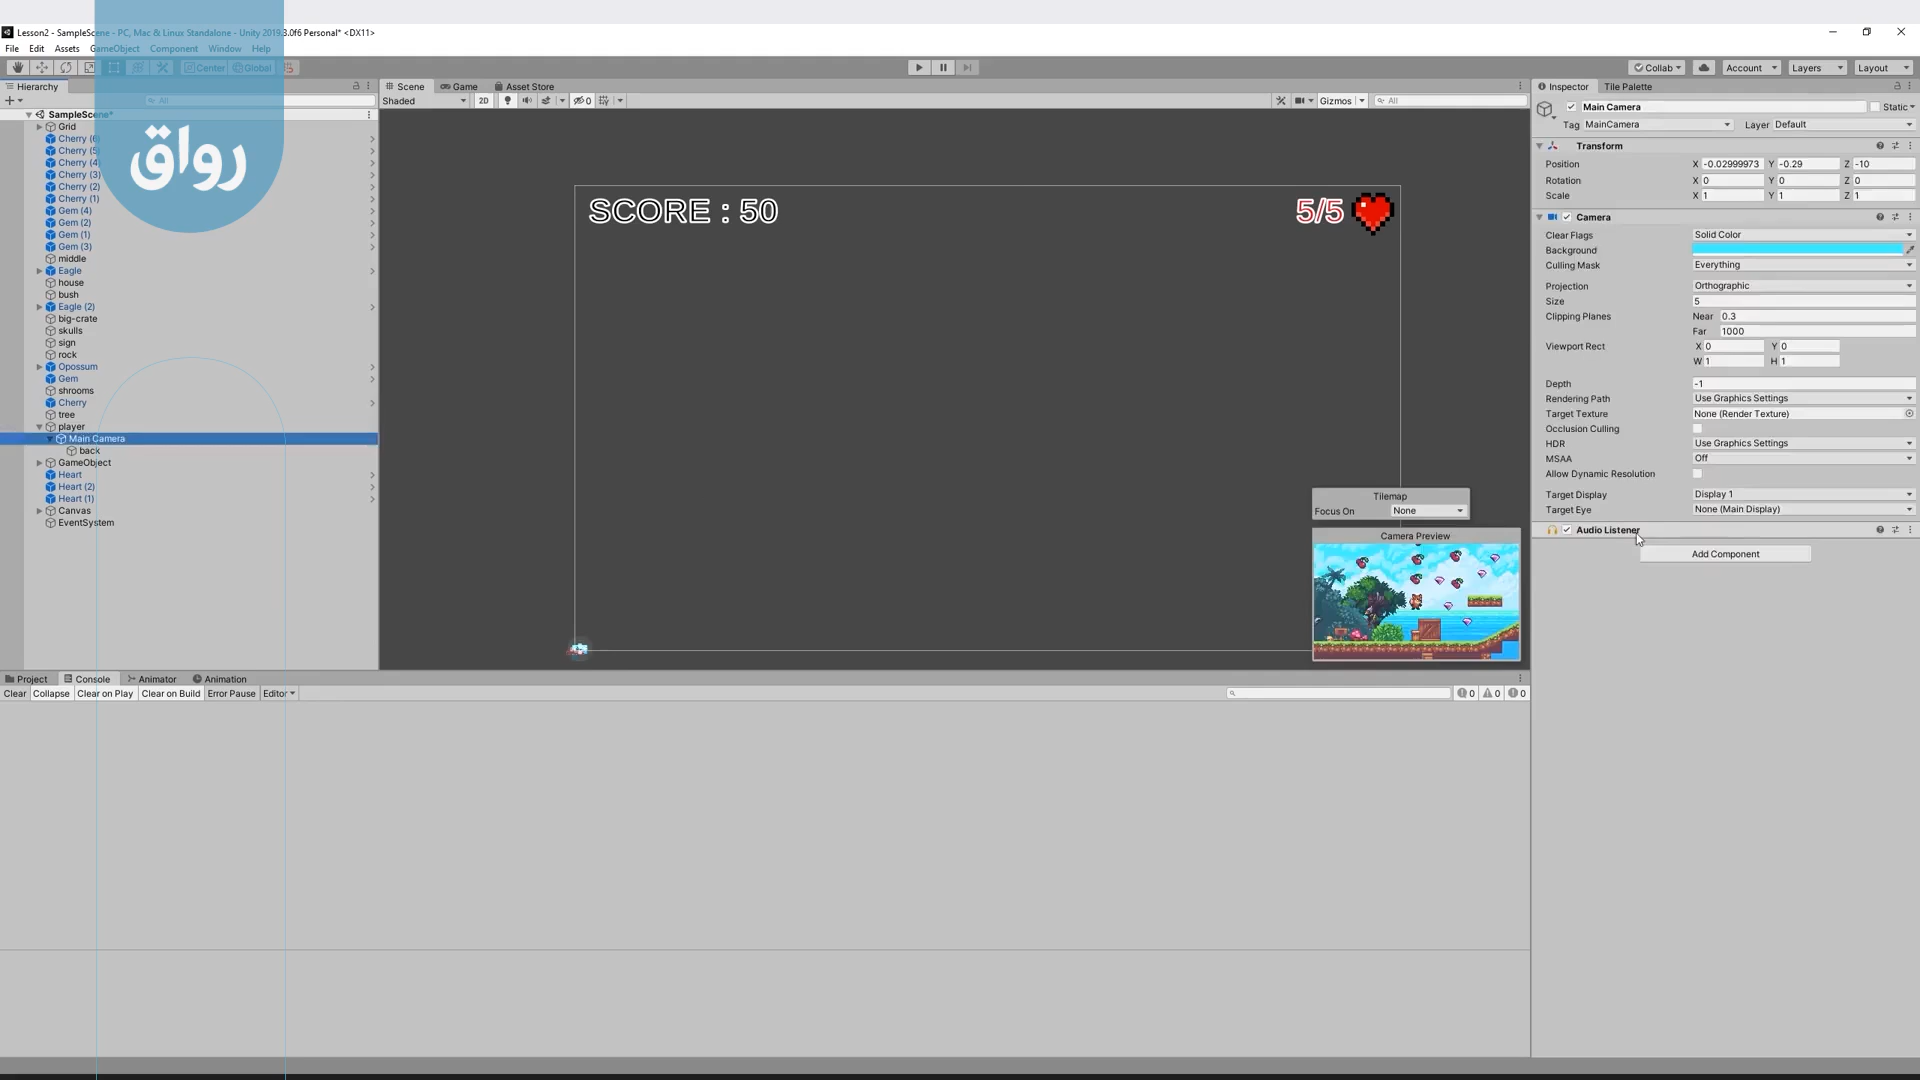 Lesson2 - SampleScene - PC, Mac & Linux Standalone - Unity 2019.3.0f6 Personal* <DX11>
File Edit Assets GameObject Component Window Help
Center Global
Collab Account Layers Layout
Hierarchy
All
SampleScene*
Grid
Cherry (6)
Cherry (5)
Cherry (4)
Cherry (3)
Cherry (2)
Cherry (1)
Gem (4)
Gem (2)
Gem (1)
Gem (3)
middle
Eagle
house
bush
Eagle (2)
big-crate
skulls
sign
rock
Opossum
Gem
shrooms
Cherry
tree
player
Main Camera
back
GameObject
Heart
Heart (2)
Heart (1)
Canvas
EventSystem
رواق
Scene Game Asset Store
Shaded 2D 0 Gizmos All
SCORE : 50
5/5
Tilemap
Focus On None
Camera Preview
Inspector Tile Palette
Main Camera Static
Tag MainCamera Layer Default
Transform
Position X -0.02999973 Y -0.29 Z -10
Rotation X 0 Y 0 Z 0
Scale X 1 Y 1 Z 1
Camera
Clear Flags Solid Color
Background
Culling Mask Everything
Projection Orthographic
Size 5
Clipping Planes Near 0.3
Far 1000
Viewport Rect X 0 Y 0
W 1 H 1
Depth -1
Rendering Path Use Graphics Settings
Target Texture None (Render Texture)
Occlusion Culling
HDR Use Graphics Settings
MSAA Off
Allow Dynamic Resolution
Target Display Display 1
Target Eye None (Main Display)
Audio Listener
Add Component
Project Console Animator Animation
Clear Collapse Clear on Play Clear on Build Error Pause Editor
0 0 0